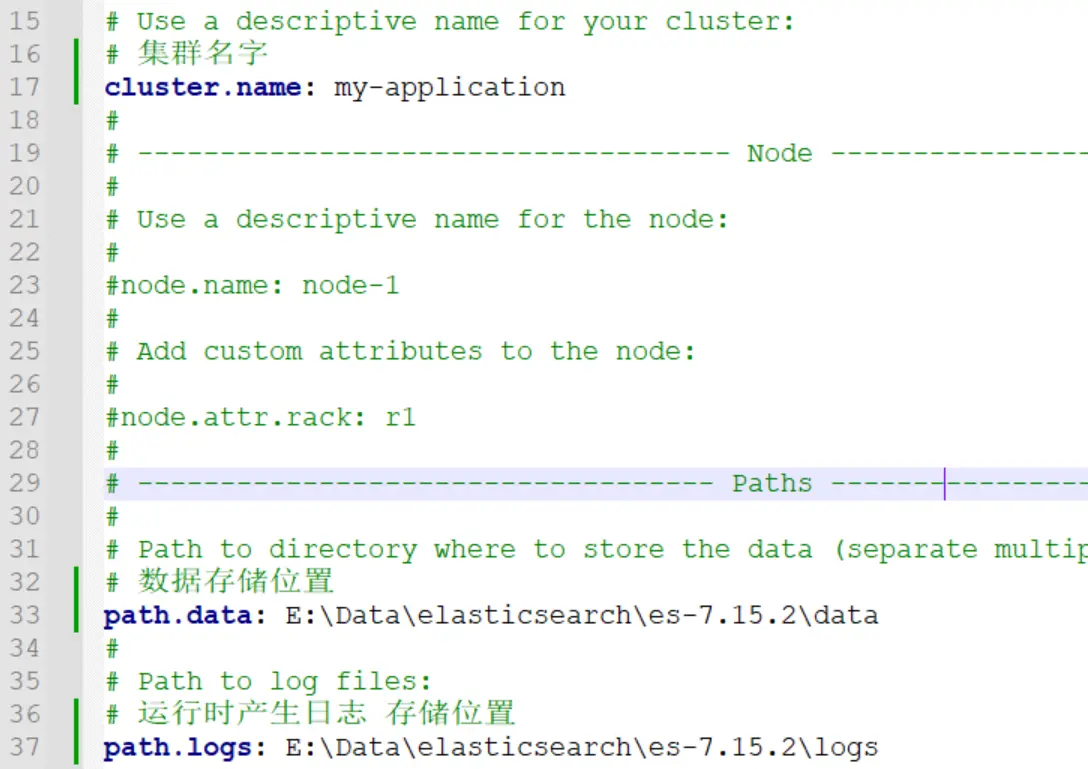 15 # Use a descriptive name for your cluster:
16 # 集群名字
17 cluster.name: my-application
18 #
19 # ------------------------------------ Node ----------------
20 #
21 # Use a descriptive name for the node:
22 #
23 #node.name: node-1
24 #
25 # Add custom attributes to the node:
26 #
27 #node.attr.rack: r1
28 #
29 # ----------------------------------- Paths ----------------
30 #
31 # Path to directory where to store the data (separate multip
32 # 数据存储位置
33 path.data: E:\Data\elasticsearch\es-7.15.2\data
34 #
35 # Path to log files:
36 # 运行时产生日志 存储位置
37 path.logs: E:\Data\elasticsearch\es-7.15.2\logs